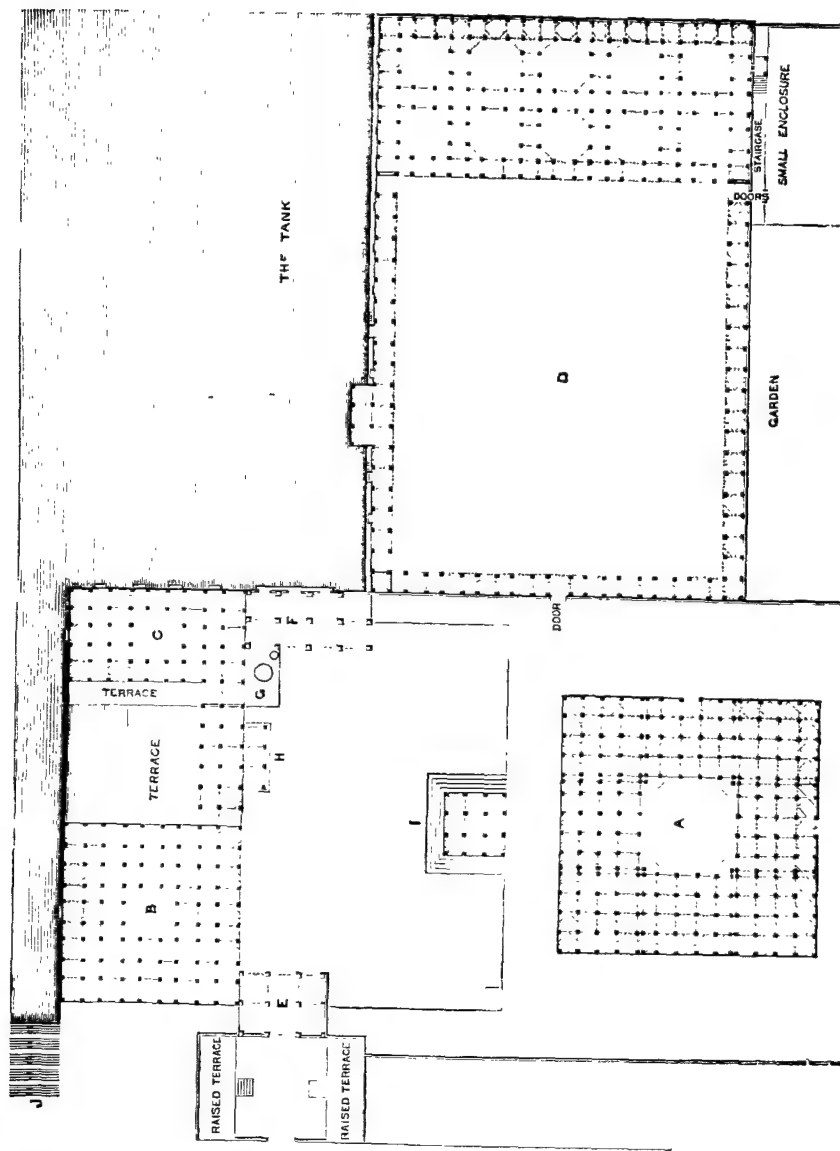 THE TANK
STAIRCASE
SMALL ENCLOSURE
DOORS
D
GARDEN
C
F
TERRACE
G
DOOR
TERRACE
H
I
A
B
E
RAISED TERRACE
RAISED TERRACE
J